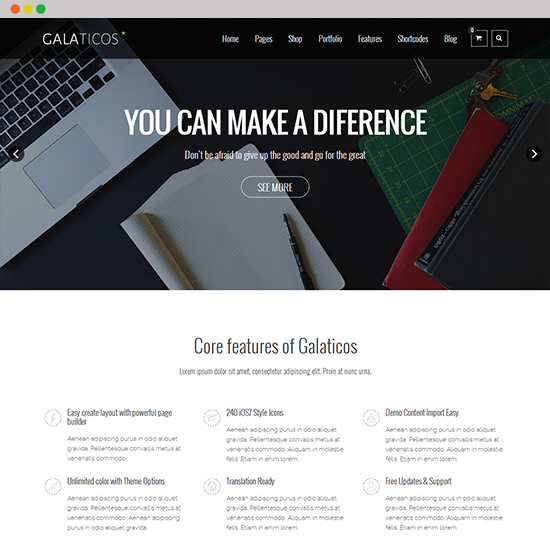 GALATICOS
Home Pages Shop Portfolio Features Shortcodes Blog 0
YOU CAN MAKE A DIFERENCE
Don't be afraid to give up the good and go for the great
SEE MORE
OMNIMAT
Core features of Galaticos
Lorem ipsum dolor sit amet, consectetur adipiscing elit. Proin at nunc urna,
Easy create layout with powerful page
builder
Aenean adipiscing purus in odio aliquet
gravida. Pellentesque convallis metus at
venenatis commodo.
240 iOS7 Style Icons
Aenean adipiscing purus in odio aliquet
gravida. Pellentesque convallis metus at
venenatis commodo. Etiam in molestie
felis. Etiam in enim lorem.
Demo Content Import Easy
Aenean adipiscing purus in odio aliquet
gravida. Pellentesque convallis metus at
venenatis commodo. Etiam in molestie
felis. Etiam in enim lorem.
Unlimited color with Theme Options
Aenean adipiscing purus in odio aliquet
gravida. Pellentesque convallis metus at
venenatis commodo. Aenean adipiscing
purus in odio aliquet gravida.
Translation Ready
Aenean adipiscing purus in odio aliquet
gravida. Pellentesque convallis metus at
venenatis commodo. Etiam in molestie
felis. Etiam in enim lorem.
Free Updates & Support
Aenean adipiscing purus in odio aliquet
gravida. Pellentesque convallis metus at
venenatis commodo. Etiam in molestie
felis. Etiam in enim lorem.